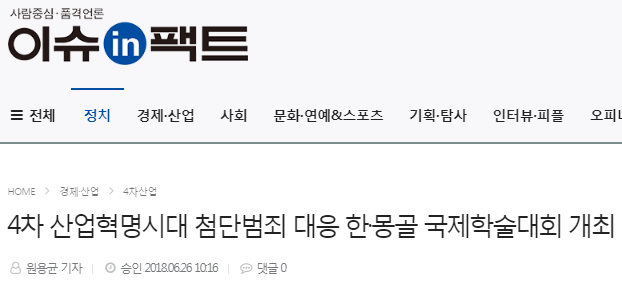 사람중심·품격언론
이슈in팩트
전체 정치 경제·산업 사회 문화·연예&스포츠 기획·탐사 인터뷰·피플 오피니
HOME > 경제·산업 > 4차산업
4차 산업혁명시대 첨단범죄 대응 한·몽골 국제학술대회 개최
원용균 기자 | 승인 2018.06.26 10:16 | 댓글 0